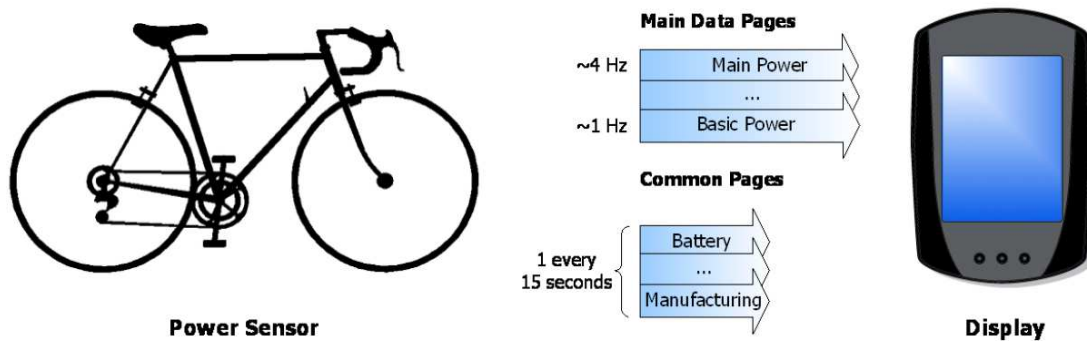 Main Data Pages
~4 Hz
Main Power
...
~1 Hz
Basic Power
Common Pages
1 every
15 seconds
Battery
...
Manufacturing
Power Sensor
Display